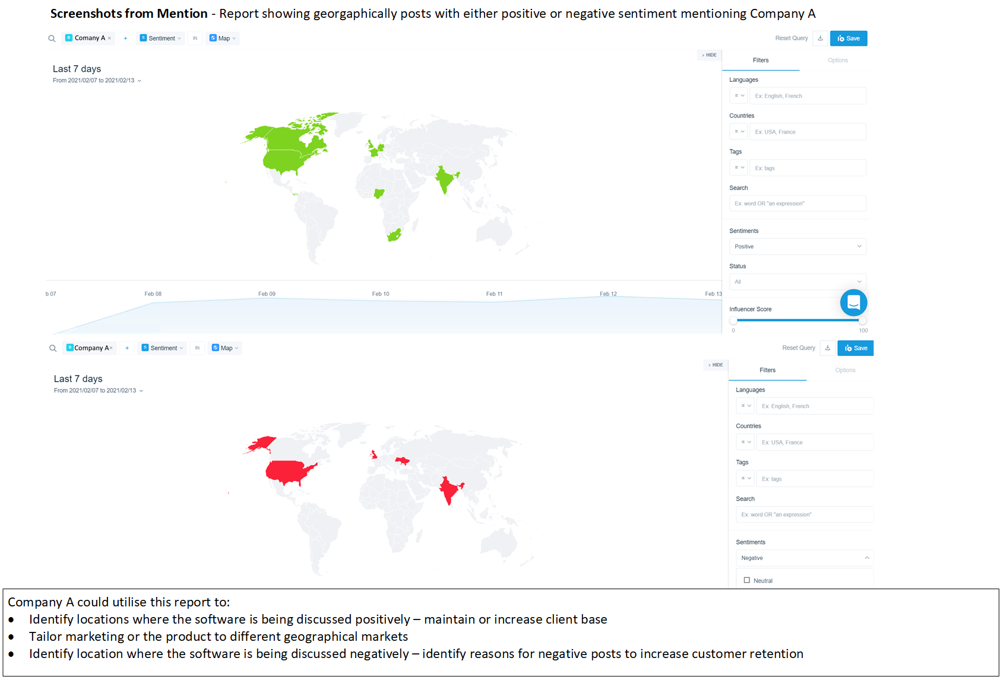 Screenshots from Mention - Report showing georgaphically posts with either positive or negative sentiment mentioning Company A
B Comany A × + S Sentiment IN Map Reset Query Save
> HIDE
Filters Options
Last 7 days
From 2021/02/07 to 2021/02/13
Languages
= Ex: English, French
Countries
= Ex: USA, France
Tags
= Ex: tags
Search
Ex: word OR "an expression"
Sentiments
Positive
Status
All
Influencer Score
0 100
b 07 Feb 08 Feb 09 Feb 10 Feb 11 Feb 12 Feb 13
B Company A× + S Sentiment IN Map Reset Query Save
> HIDE
Filters Options
Last 7 days
From 2021/02/07 to 2021/02/13
Languages
= Ex: English, French
Countries
= Ex: USA, France
Tags
= Ex: tags
Search
Ex: word OR "an expression"
Sentiments
Negative
Neutral
Company A could utilise this report to:
• Identify locations where the software is being discussed positively – maintain or increase client base
• Tailor marketing or the product to different geographical markets
• Identify location where the software is being discussed negatively – identify reasons for negative posts to increase customer retention